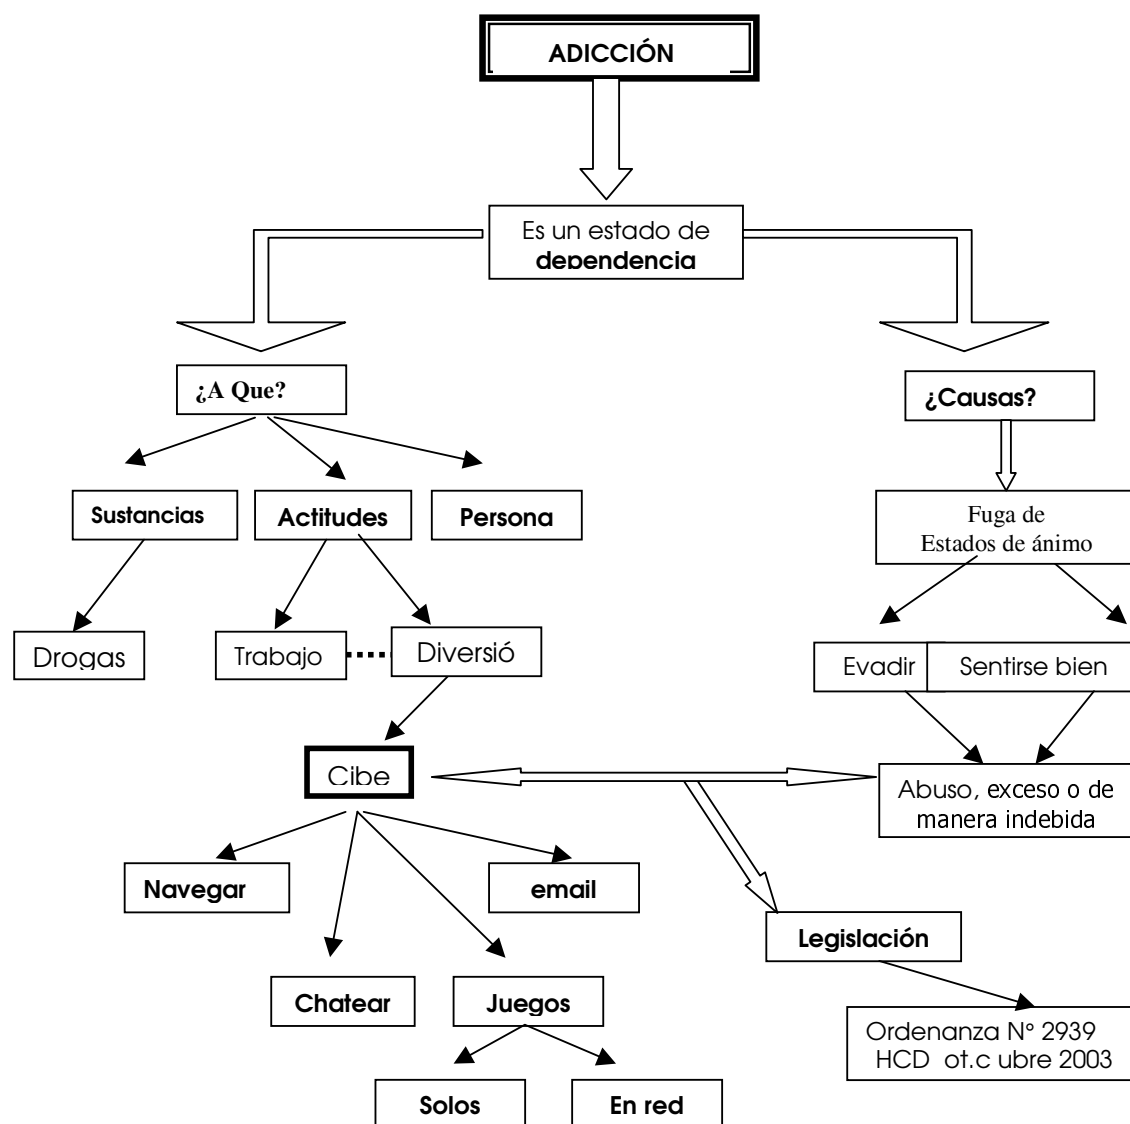 ADICCIÓN
Es un estado de
dependencia
¿A Que?
¿Causas?
Sustancias
Actitudes
Persona
Fuga de
Estados de ánimo
Drogas
Trabajo
Diversió
Evadir
Sentirse bien
Cibe
Abuso, exceso o de
manera indebida
Navegar
email
Legislación
Chatear
Juegos
Ordenanza N° 2939
HCD ot.c ubre 2003
Solos
En red